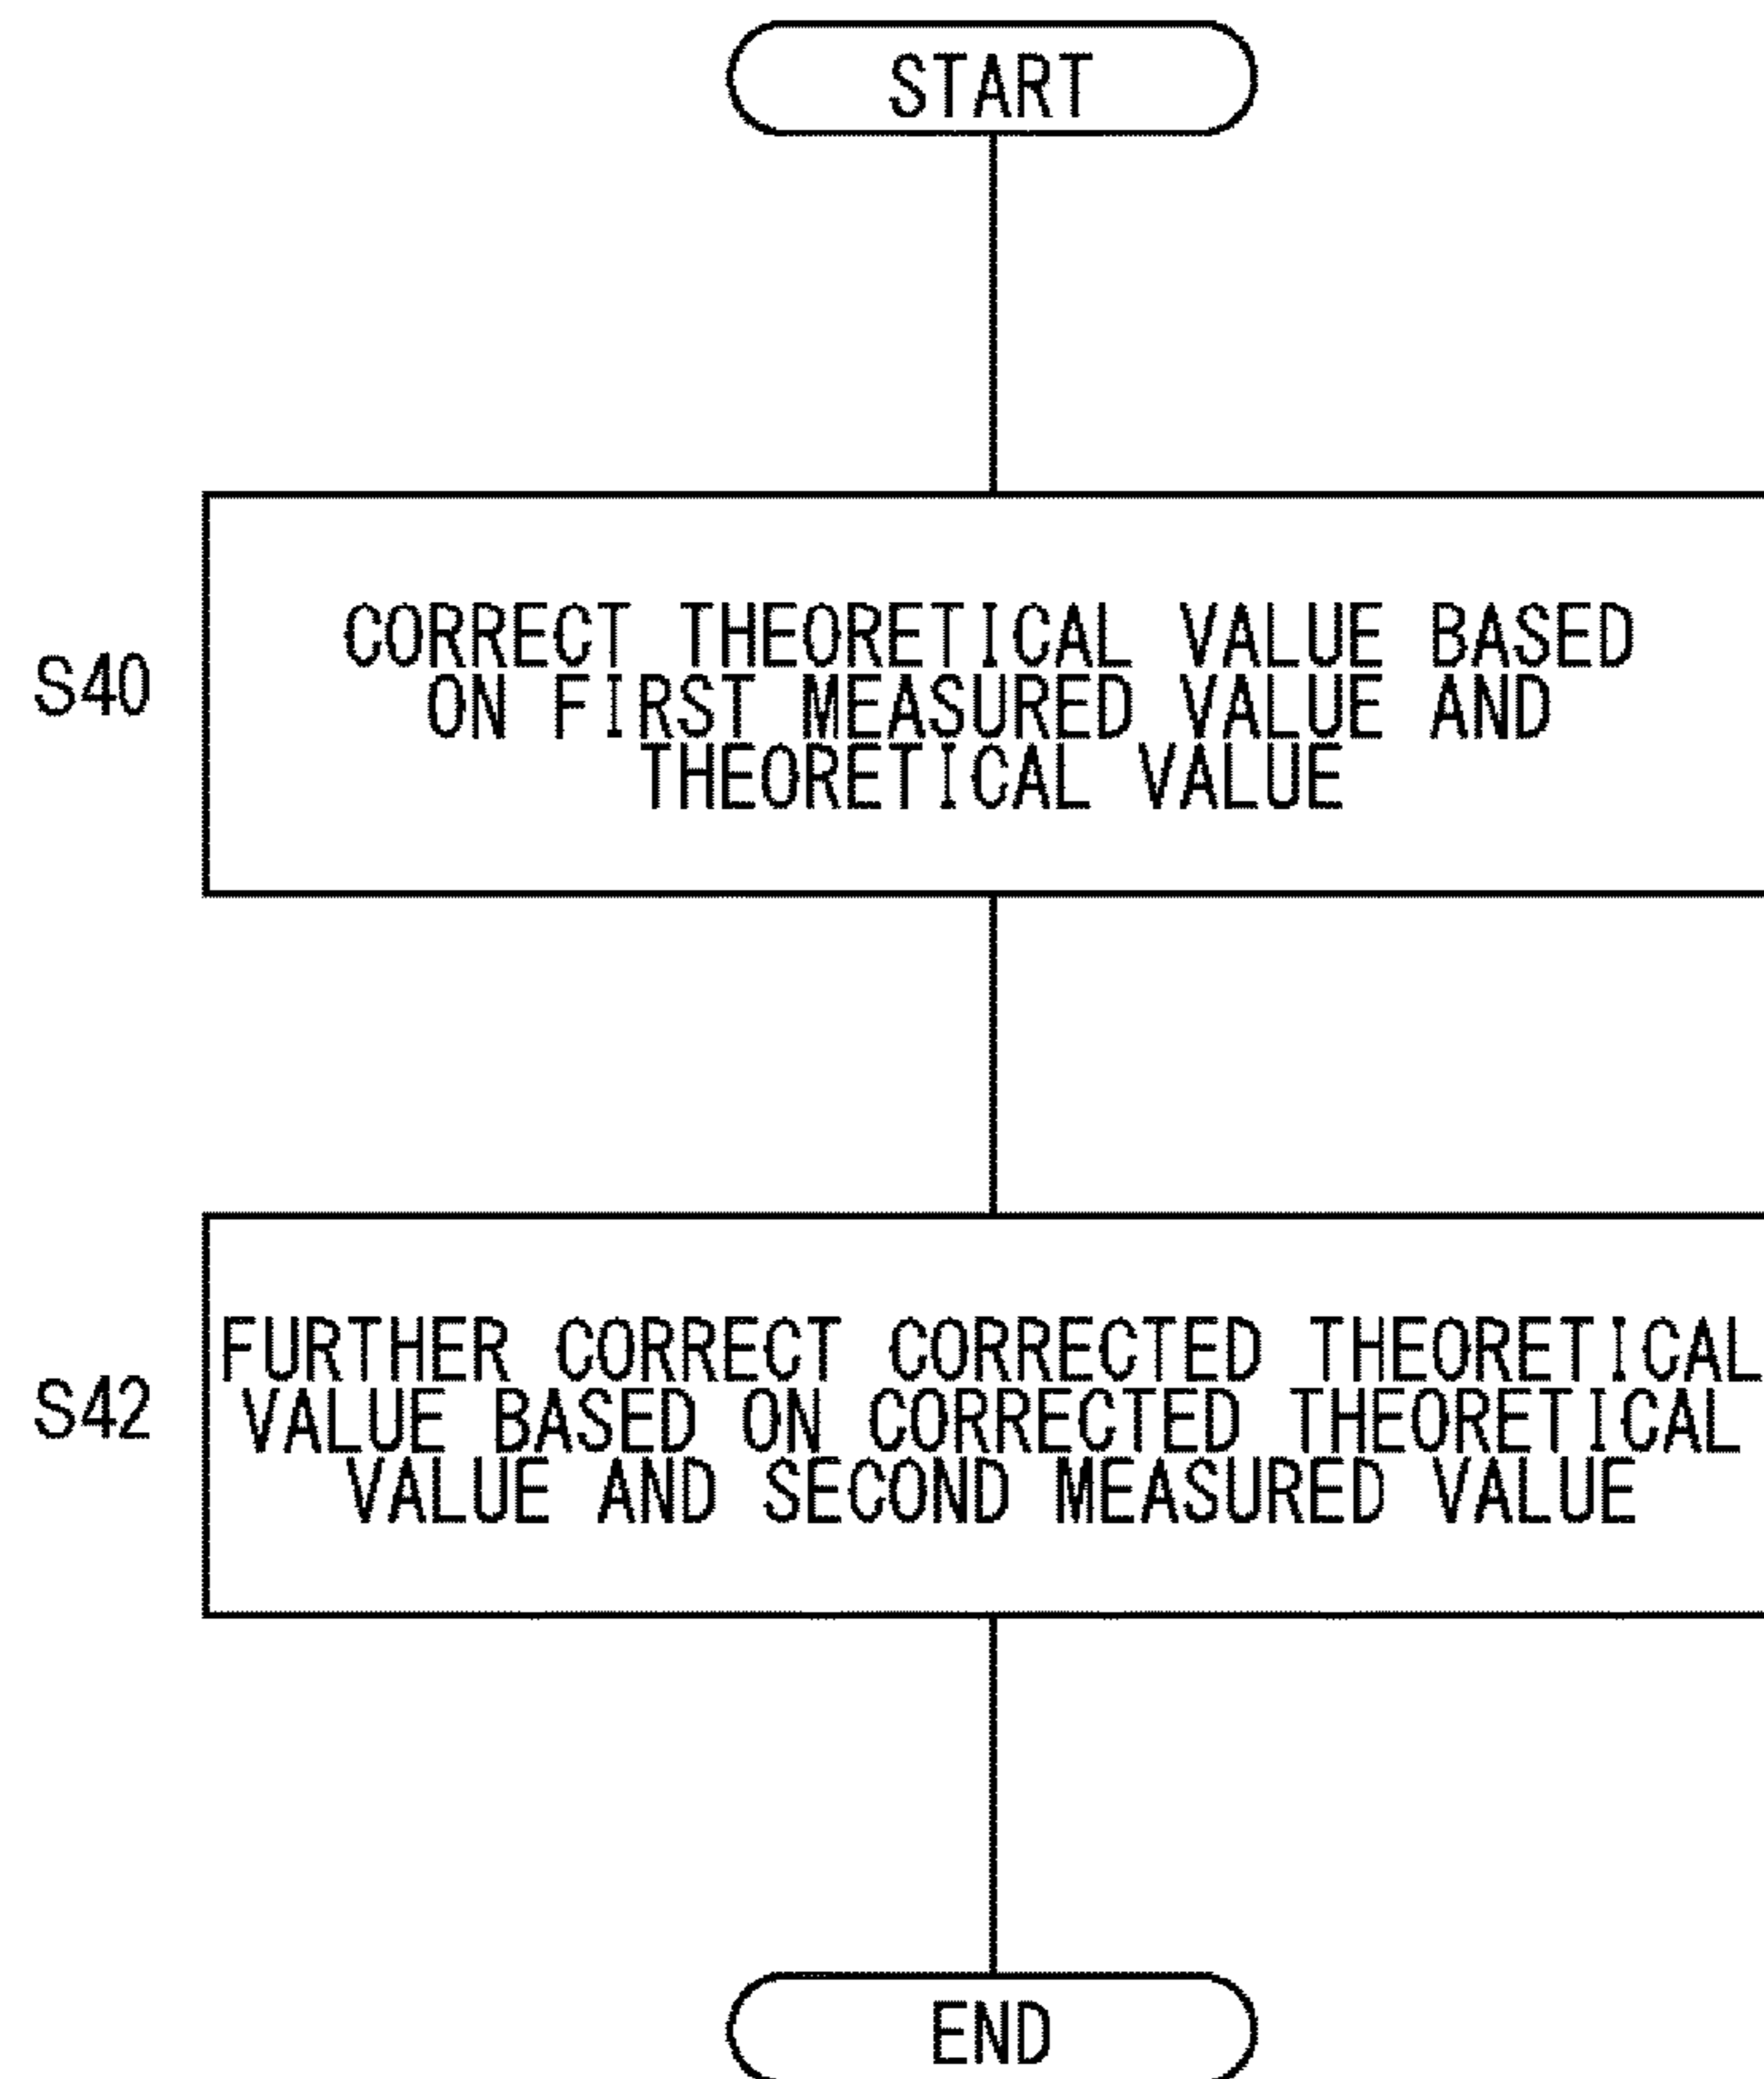 START
S40
CORRECT THEORETICAL VALUE BASED
ON FIRST MEASURED VALUE AND
THEORETICAL VALUE
S42
FURTHER CORRECT CORRECTED THEORETICAL
VALUE BASED ON CORRECTED THEORETICAL
VALUE AND SECOND MEASURED VALUE
END